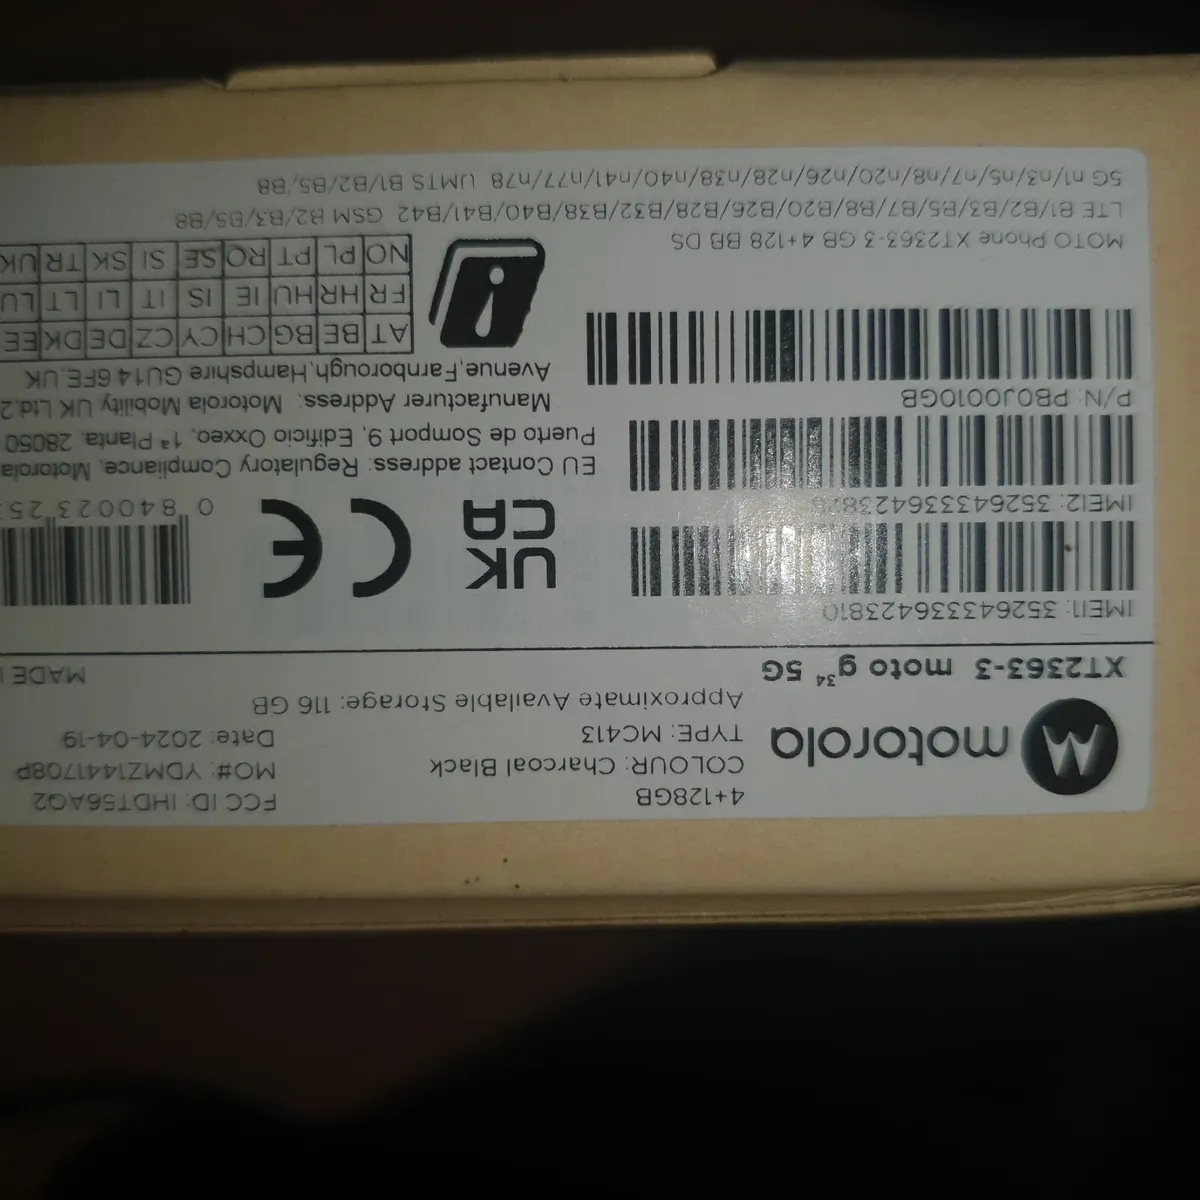 motorola
4+128GB
COLOUR: Charcoal Black
TYPE: MC413
Approximate Available Storage: 116 GB
FCC ID: IHDT56AQ2
MO#: YDMZ1441708P
Date: 2024-04-19
MADE
XT2363-3 moto g34 5G
IMEI1: 352643336423810
IMEI2: 3526433364238
P/N: PB0J0010GB
MOTO Phone XT2363-3 GB 4+128 BB DS
LTE B1/B2/B3/B5/B7/B8/B20/B26/B28/B32/B38/B40/B41/B42 GSM B2/B3/B5/B8
5G n1/n3/n5/n7/n8/n20/n26/n28/n38/n40/n41/n77/n78 UMTS B1/B2/B5/B8
UK
CA
CE
0 840023 25
EU Contact address: Regulatory Compliance, Motorola
Puerto de Somport 9, Edificio Oxxeo, 1ª Planta, 28050
Manufacturer Address: Motorola Mobility UK Ltd,2
Avenue,Farnborough,Hampshire GU14 6FE.UK
AT BE BG CH CY CZ DE DK EE
FR HR HU IE IS IT LI LT LU
NO PL PT RO SE SI SK TR UK